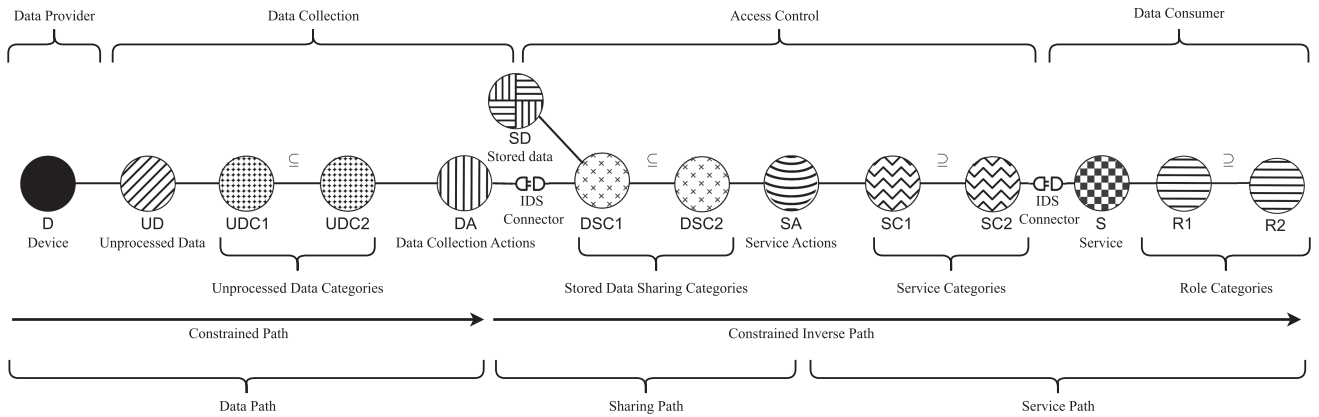 Data Provider
Data Collection
Access Control
Data Consumer
SD
Stored data
⊆
⊆
⊇
⊇
D
Device
UD
Unprocessed Data
UDC1
UDC2
DA
Data Collection Actions
IDS
Connector
DSC1
DSC2
SA
Service Actions
SC1
SC2
IDS
Connector
S
Service
R1
R2
Unprocessed Data Categories
Stored Data Sharing Categories
Service Categories
Role Categories
Constrained Path
Constrained Inverse Path
Data Path
Sharing Path
Service Path